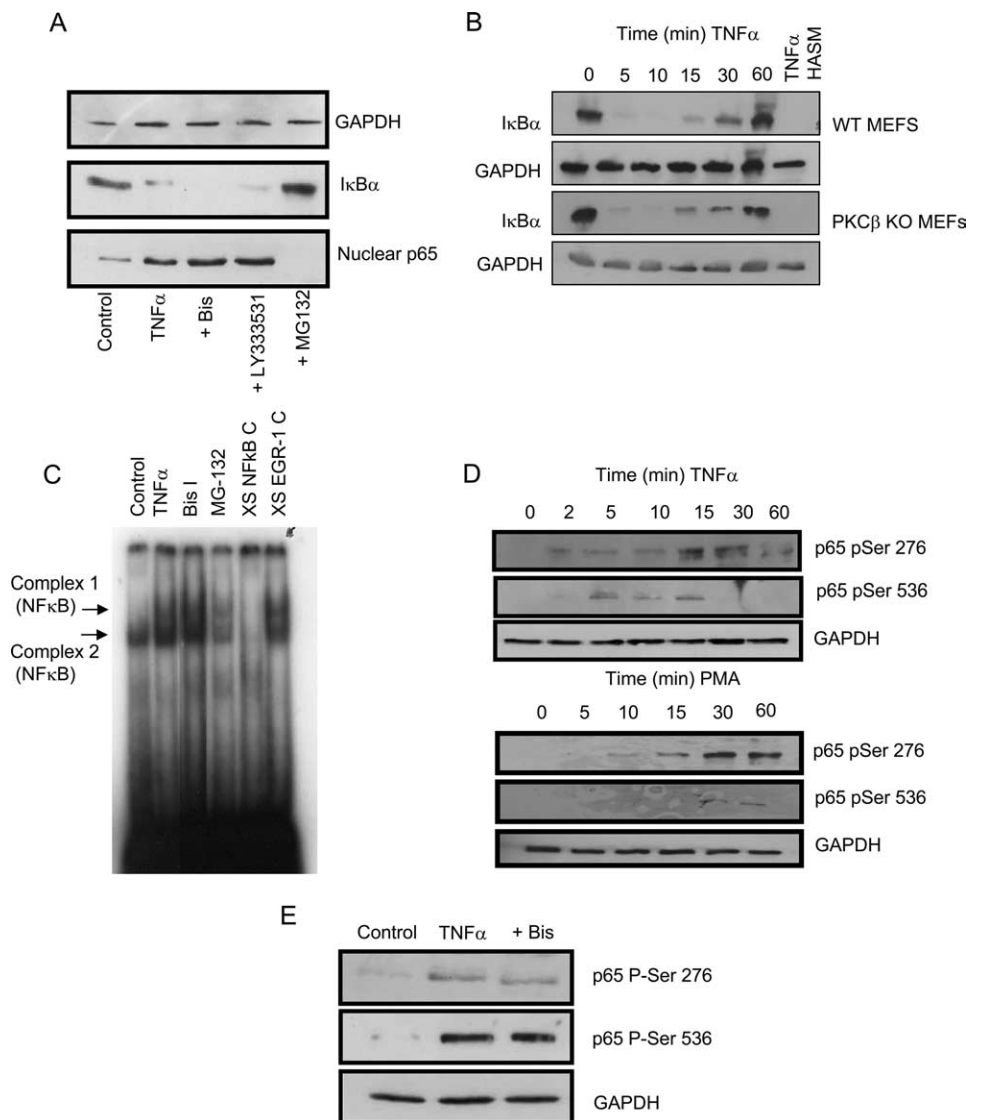 A
GAPDH
IκBα
Nuclear p65
Control
TNFα
+ Bis
+ LY333531
+ MG132
B
Time (min) TNFα
0 5 10 15 30 60 TNFα HASM
IκBα WT MEFS
GAPDH
IκBα PKCβ KO MEFs
GAPDH
C
Control
TNFα
Bis I
MG-132
XS NFkB C
XS EGR-1 C
Complex 1
(NFκB)
Complex 2
(NFκB)
D
Time (min) TNFα
0 2 5 10 15 30 60
p65 pSer 276
p65 pSer 536
GAPDH
Time (min) PMA
0 5 10 15 30 60
p65 pSer 276
p65 pSer 536
GAPDH
E
Control TNFα + Bis
p65 P-Ser 276
p65 P-Ser 536
GAPDH